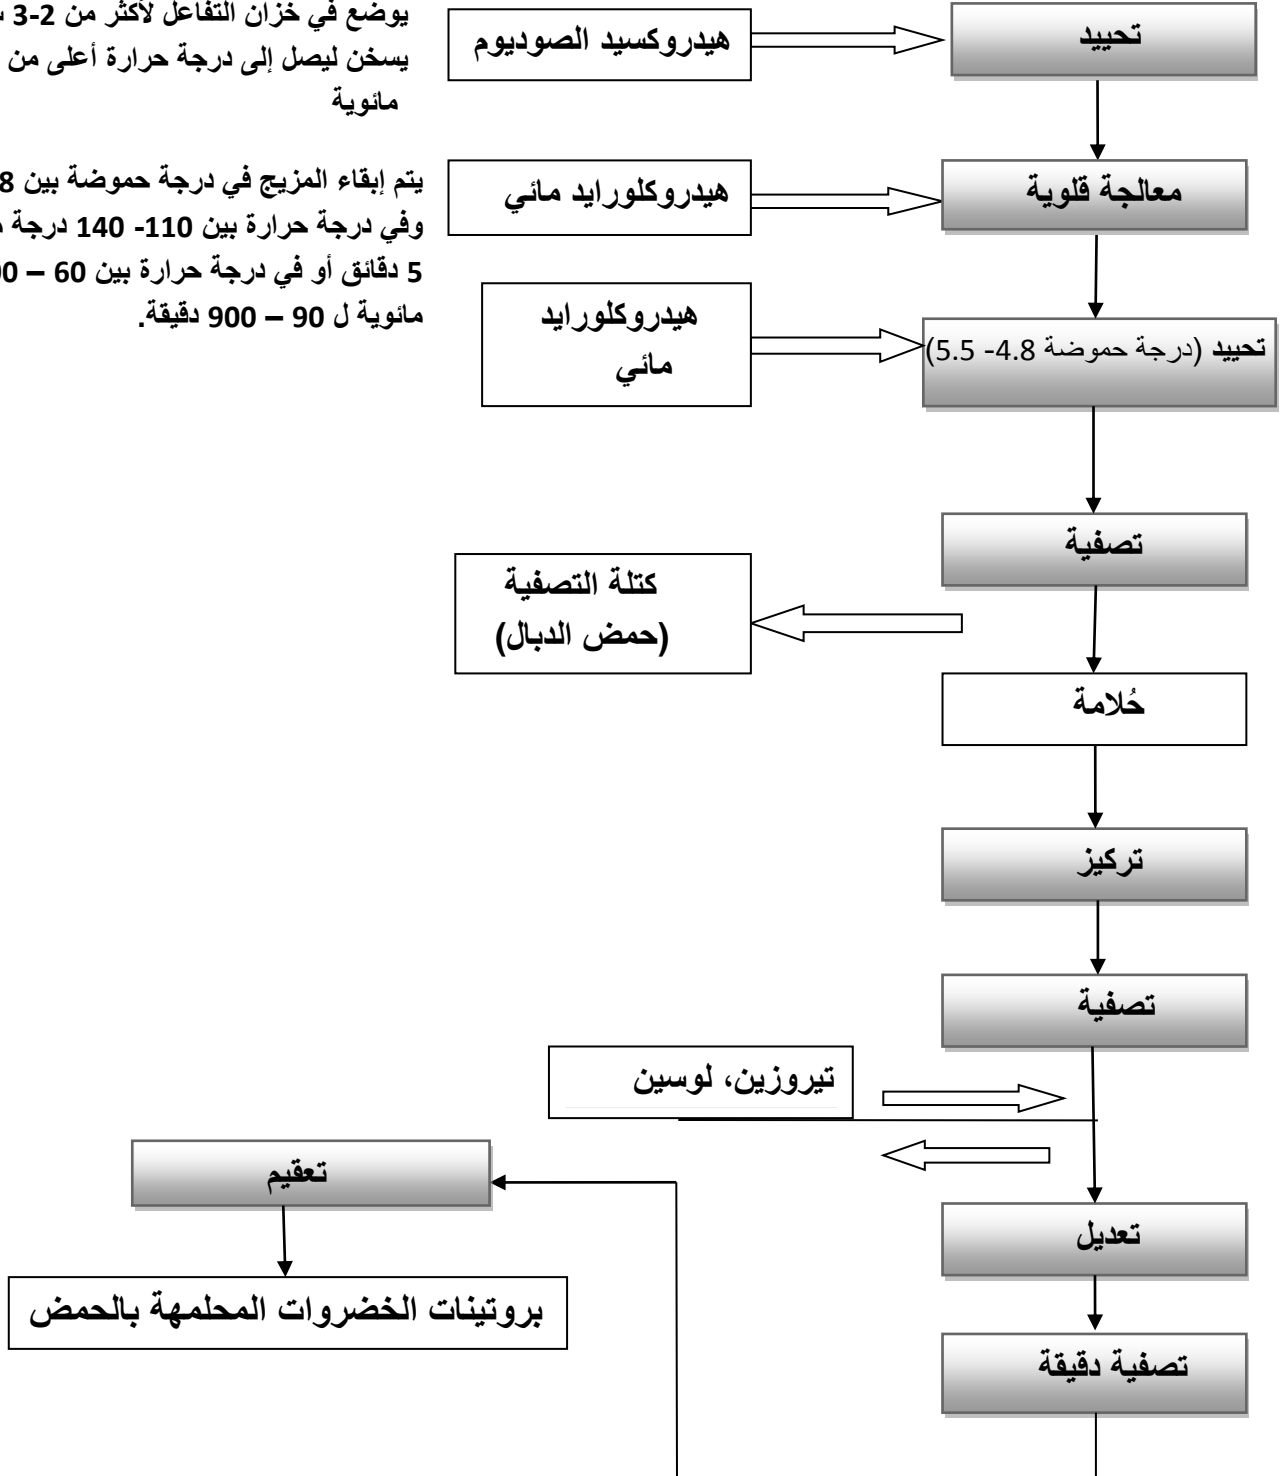 يوضع في خزان التفاعل لأكثر من 2-3
يسخن ليصل إلى درجة حرارة أعلى من
مائوية
هيدروكسيد الصوديوم
تحييد
يتم إبقاء المزيج في درجة حموضة بين
وفي درجة حرارة بين 110- 140 درجة
5 دقائق أو في درجة حرارة بين 60 –
مائوية ل 90 – 900 دقيقة.
هيدروكلورايد مائي
معالجة قلوية
هيدروكلورايد
مائي
تحييد (درجة حموضة 4.8- 5.5)
تصفية
كتلة التصفية
(حمض الدبال)
حُلامة
تركيز
تصفية
تيروزين، لوسين
تعقيم
تعديل
بروتينات الخضروات المحلمهة بالحمض
تصفية دقيقة